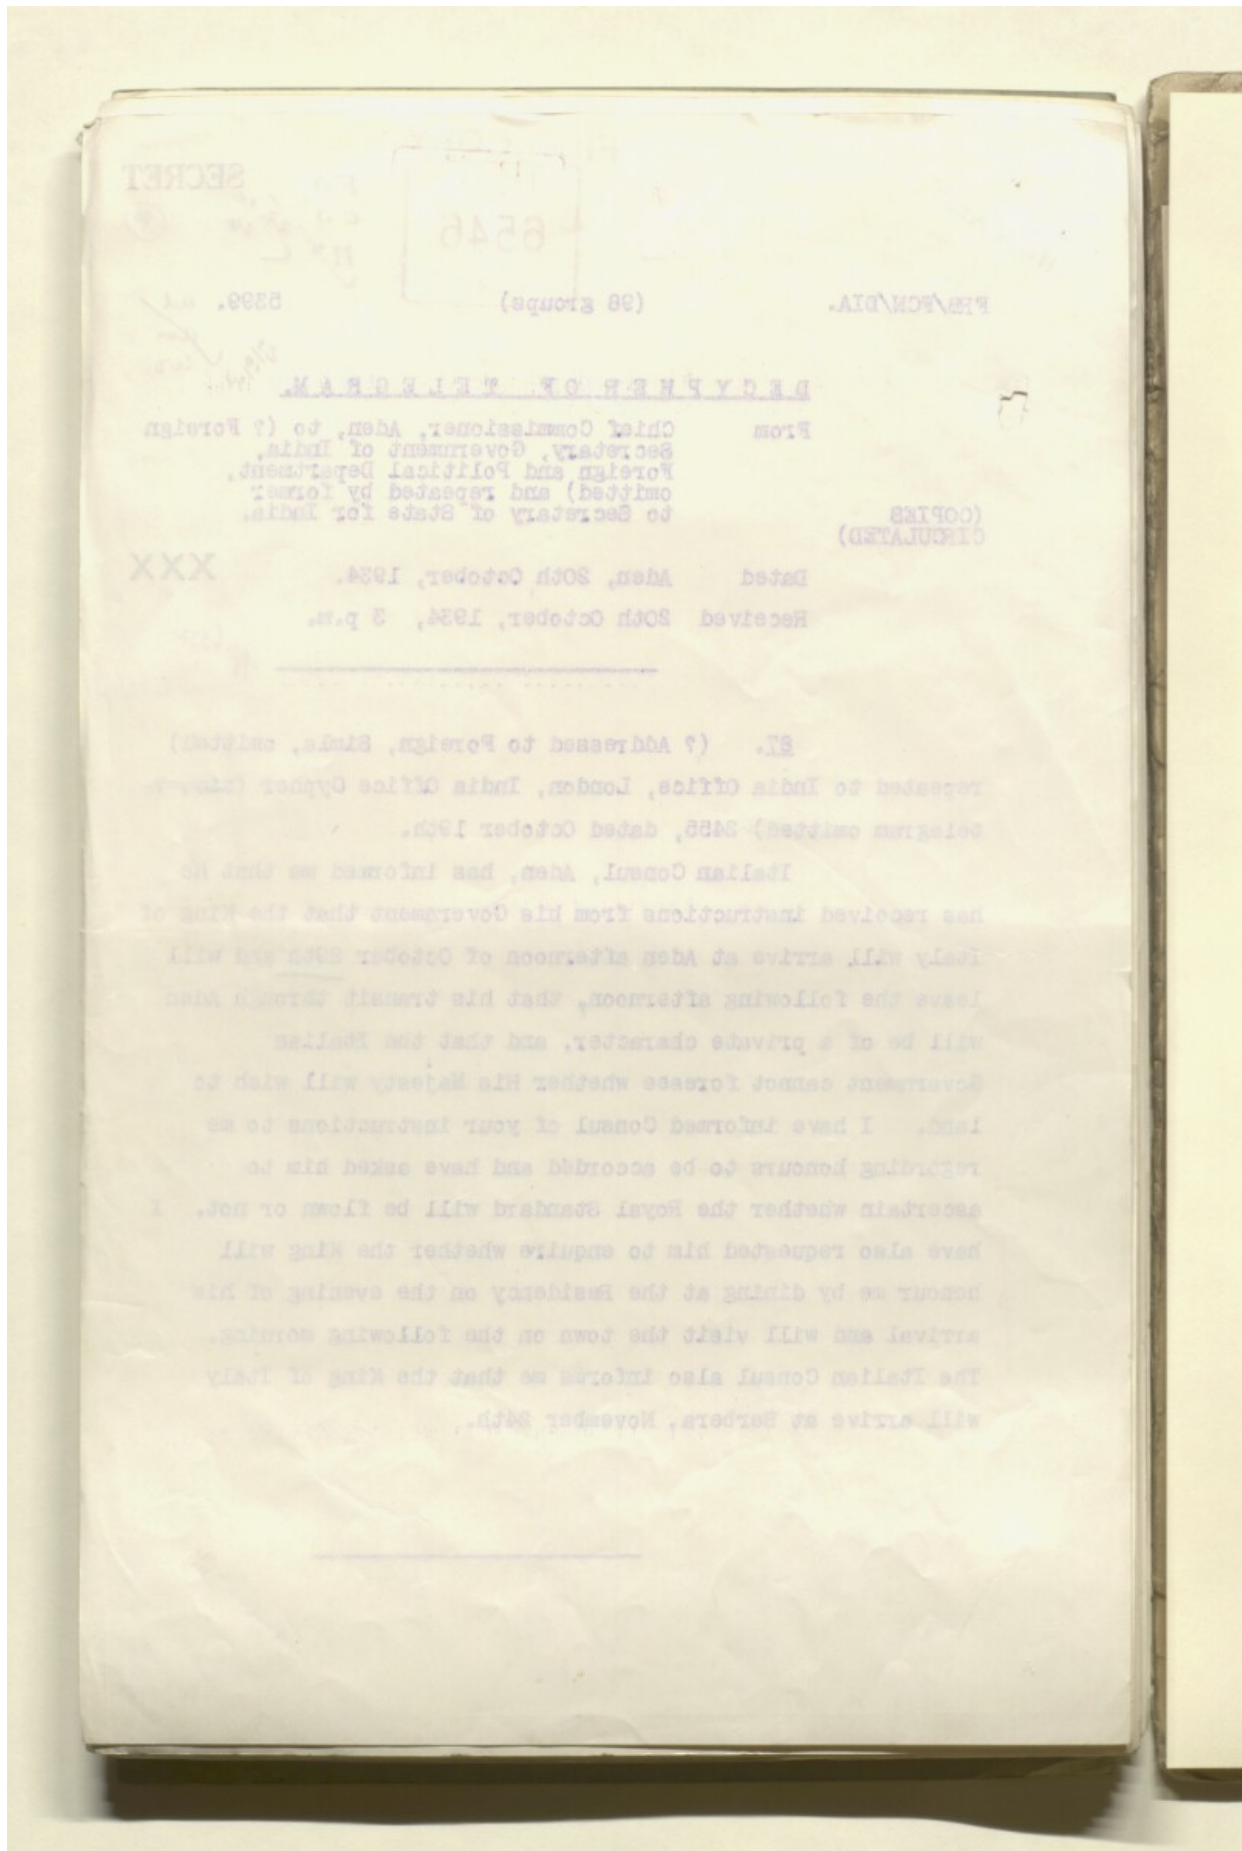 SECRET
6546
FRB/FCN/DIA. (98 groups) 5399.
DECYPHER OF TELEGRAM.
From Chief Commissioner, Aden, to (? Foreign
Secretary, Government of India,
Foreign and Political Department,
omitted) and repeated by former
to Secretary of State for India.
(COPIES
CIRCULATED)
Dated Aden, 20th October, 1934.
XXX
Received 20th October, 1934, 3 p.m.
87. (? Addressed to Foreign, Simla, omitted)
repeated to India Office, London, India Office Cypher
telegram omitted) 2455, dated October 19th.
Italian Consul, Aden, has informed me that he
has received instructions from his Government that the King of
Italy will arrive at Aden afternoon of October 29th and will
leave the following afternoon, that his transit through Aden
will be of a private character, and that the Italian
Government cannot foresee whether His Majesty will wish to
land. I have informed Consul of your instructions to me
regarding honours to be accorded and have asked him to
ascertain whether the Royal Standard will be flown or not. I
have also requested him to enquire whether the King will
honour me by dining at the Residency on the evening of his
arrival and will visit the town on the following morning.
The Italian Consul also informs me that the King of Italy
will arrive at Berbera, November 24th.